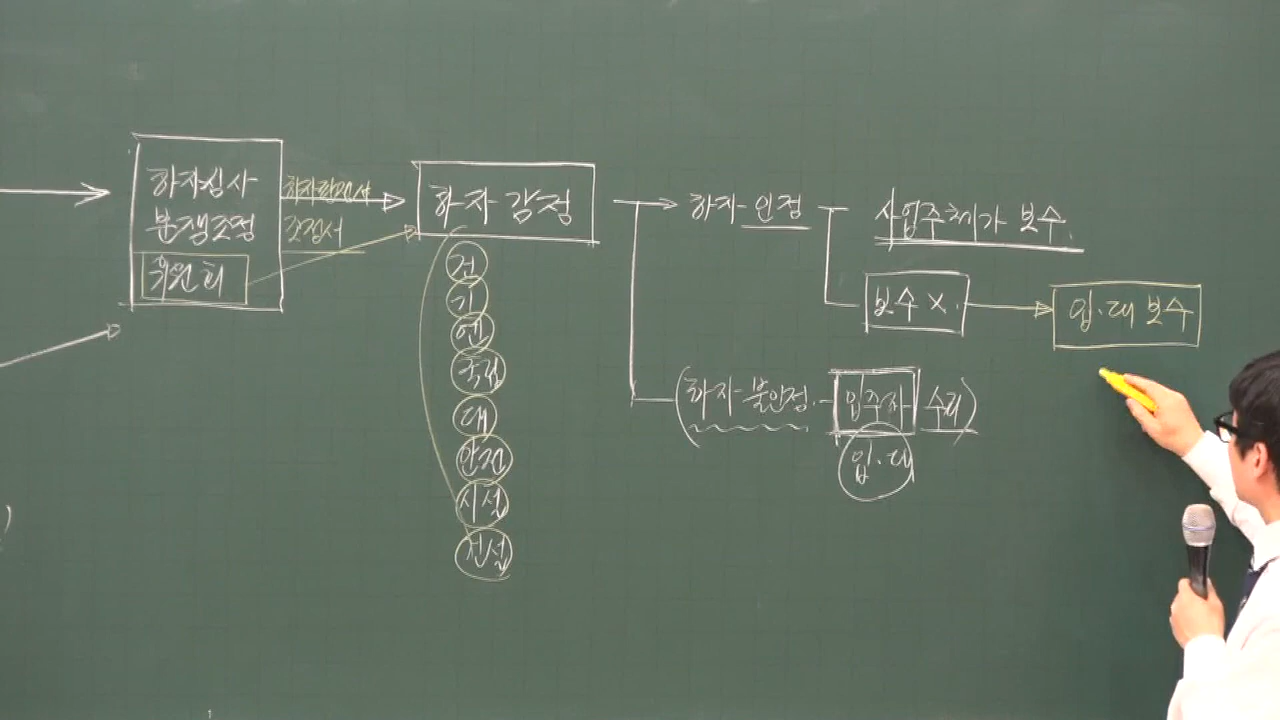 하자심사
분쟁조정
위원회
하자판정서
조정서
하자 감정
건
기
엔
국립
대
안전
시설
건설
하자 인정
사업주체가 보수.
보수 X.
입.대 보수
(하자 불인정. - 입주자 수리)
입.대